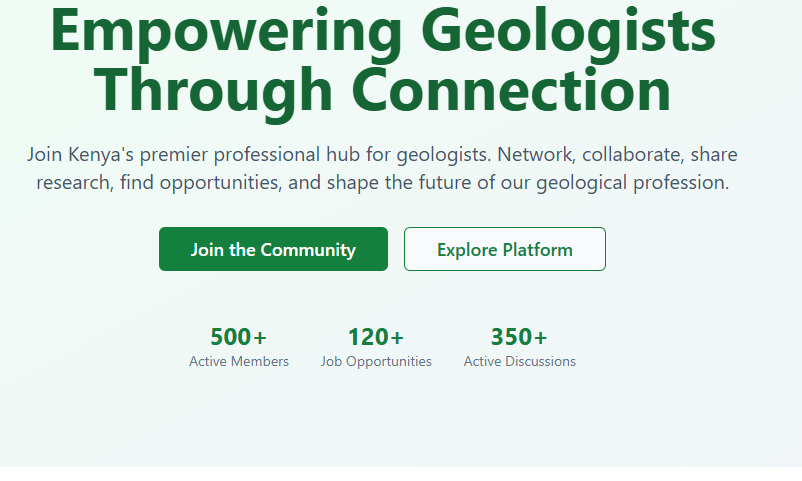 Empowering Geologists
Through Connection
Join Kenya's premier professional hub for geologists. Network, collaborate, share
research, find opportunities, and shape the future of our geological profession.
Join the Community
Explore Platform
500+
120+
350+
Active Members
Job Opportunities
Active Discussions